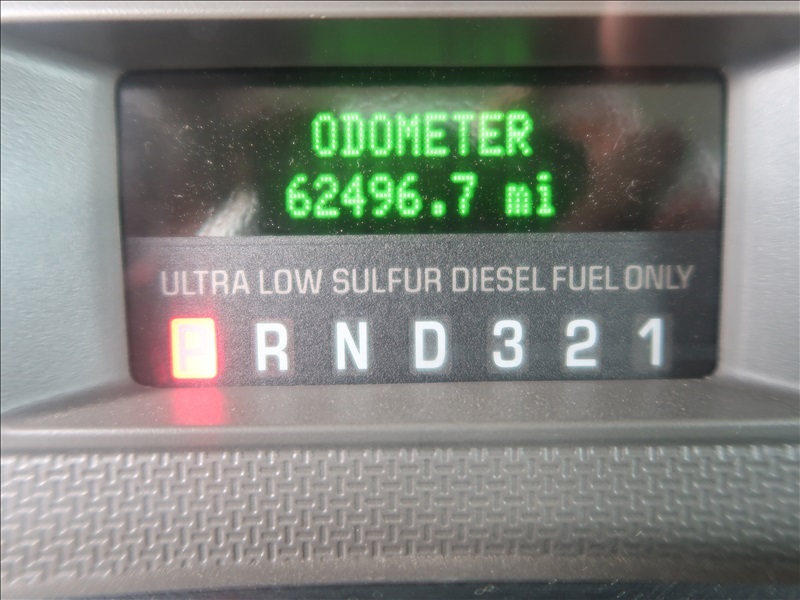 ODOMETER
62496.7 mi
ULTRA LOW SULFUR DIESEL FUEL ONLY
P R N D 3 2 1